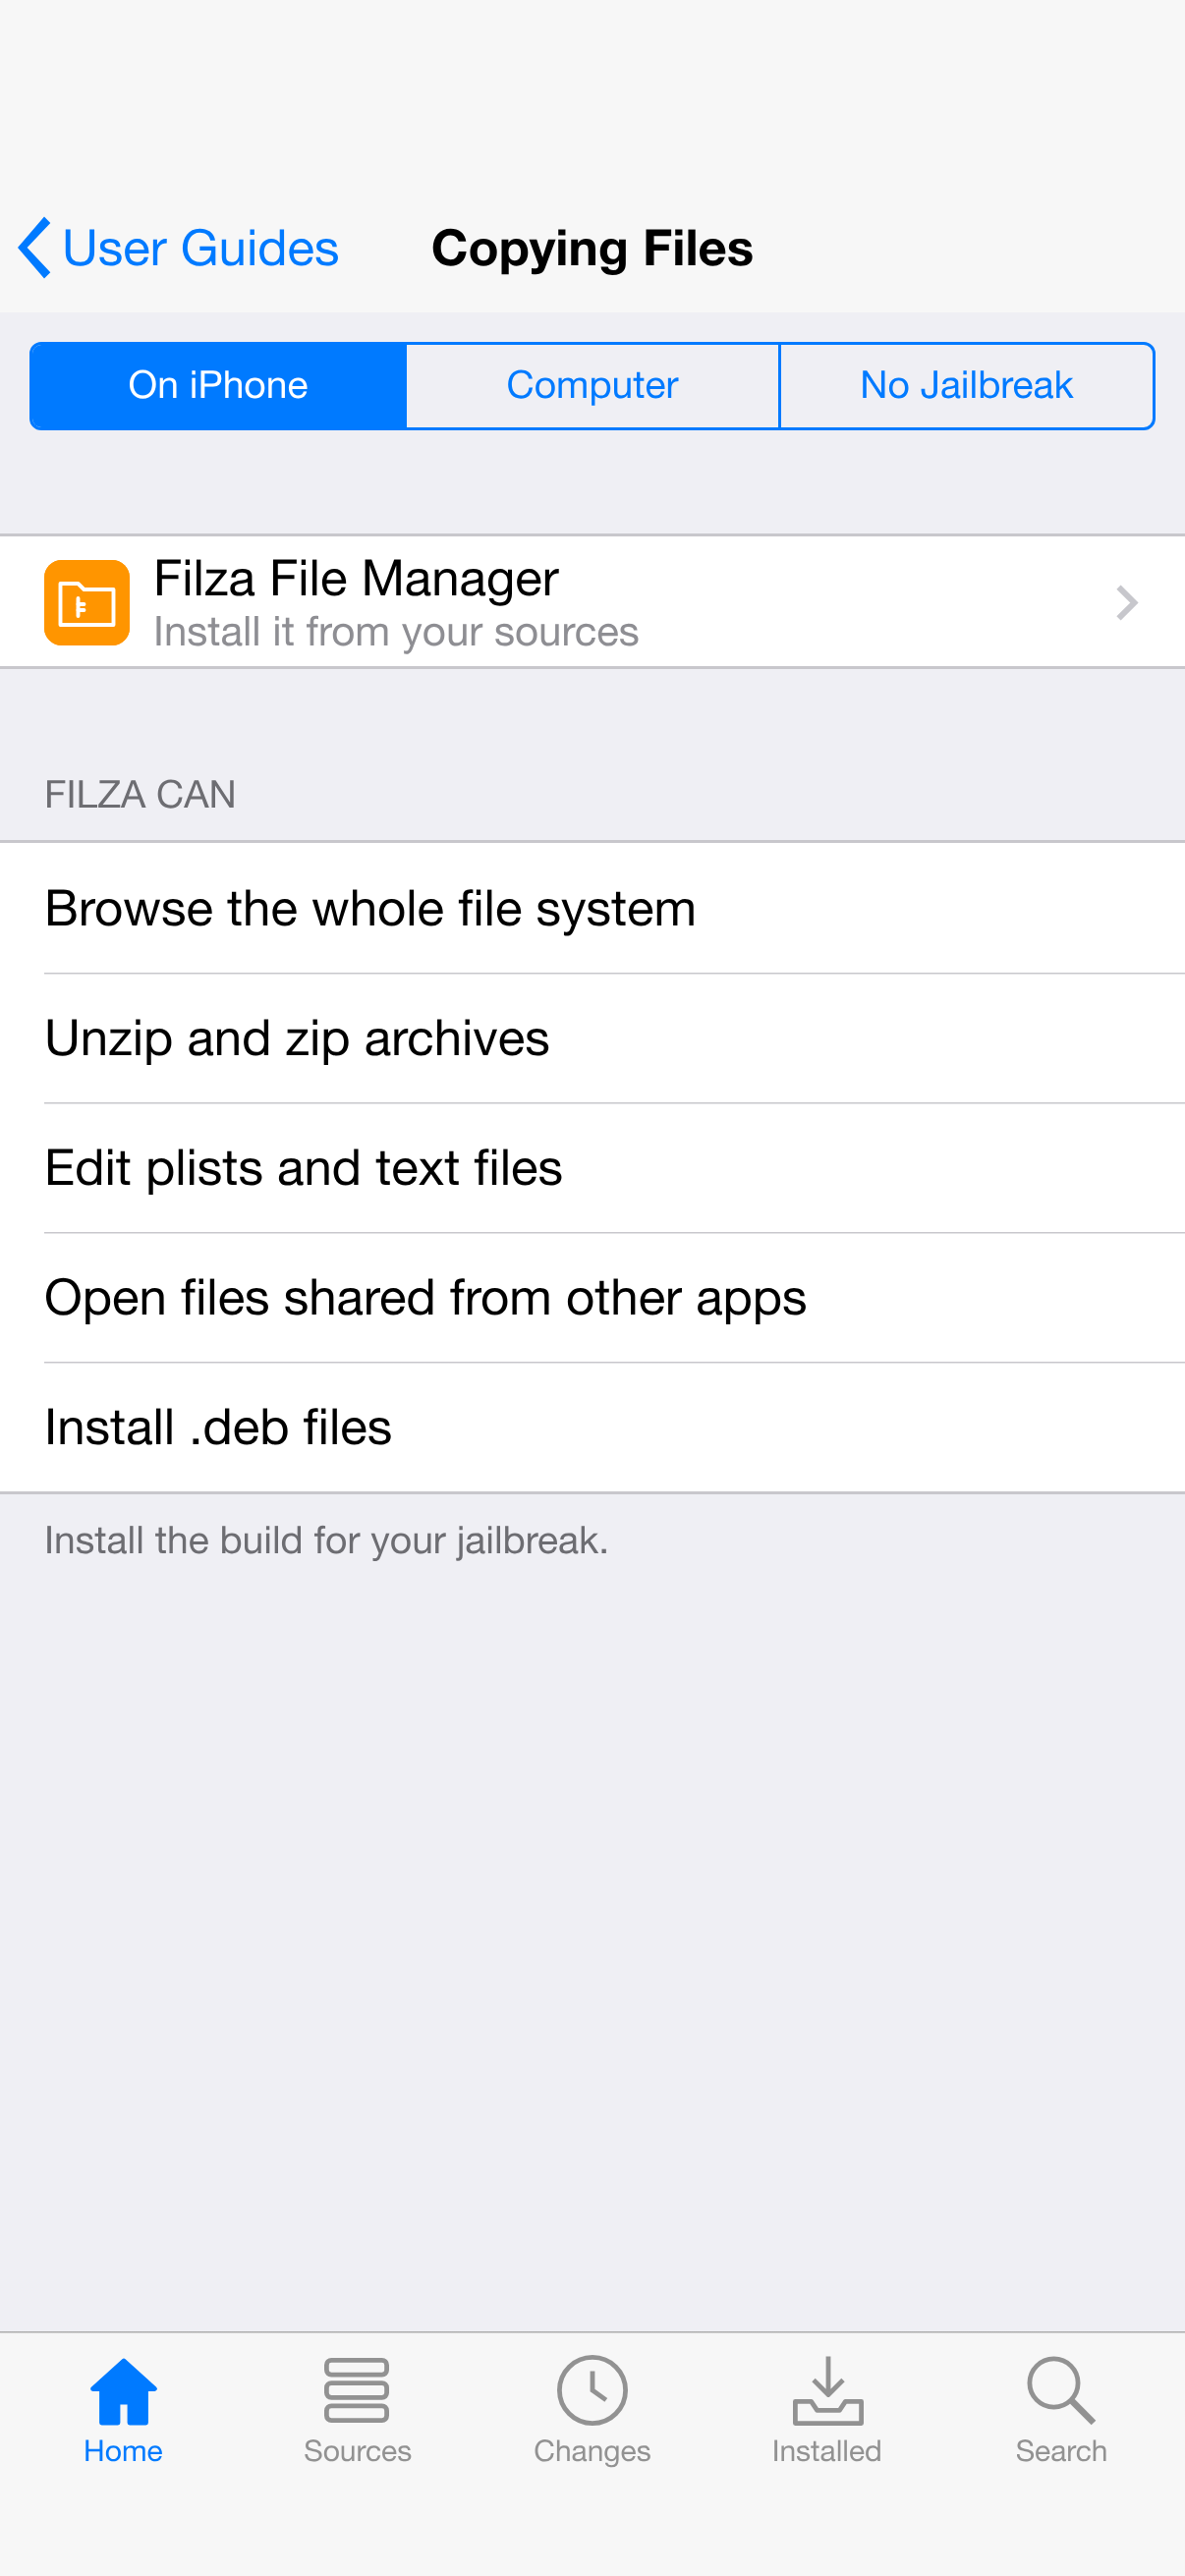 User Guides
Copying Files
On iPhone
Computer
No Jailbreak
Filza File Manager
Install it from your sources
FILZA CAN
Browse the whole file system
Unzip and zip archives
Edit plists and text files
Open files shared from other apps
Install .deb files
Install the build for your jailbreak.
Home
Sources
Changes
Installed
Search